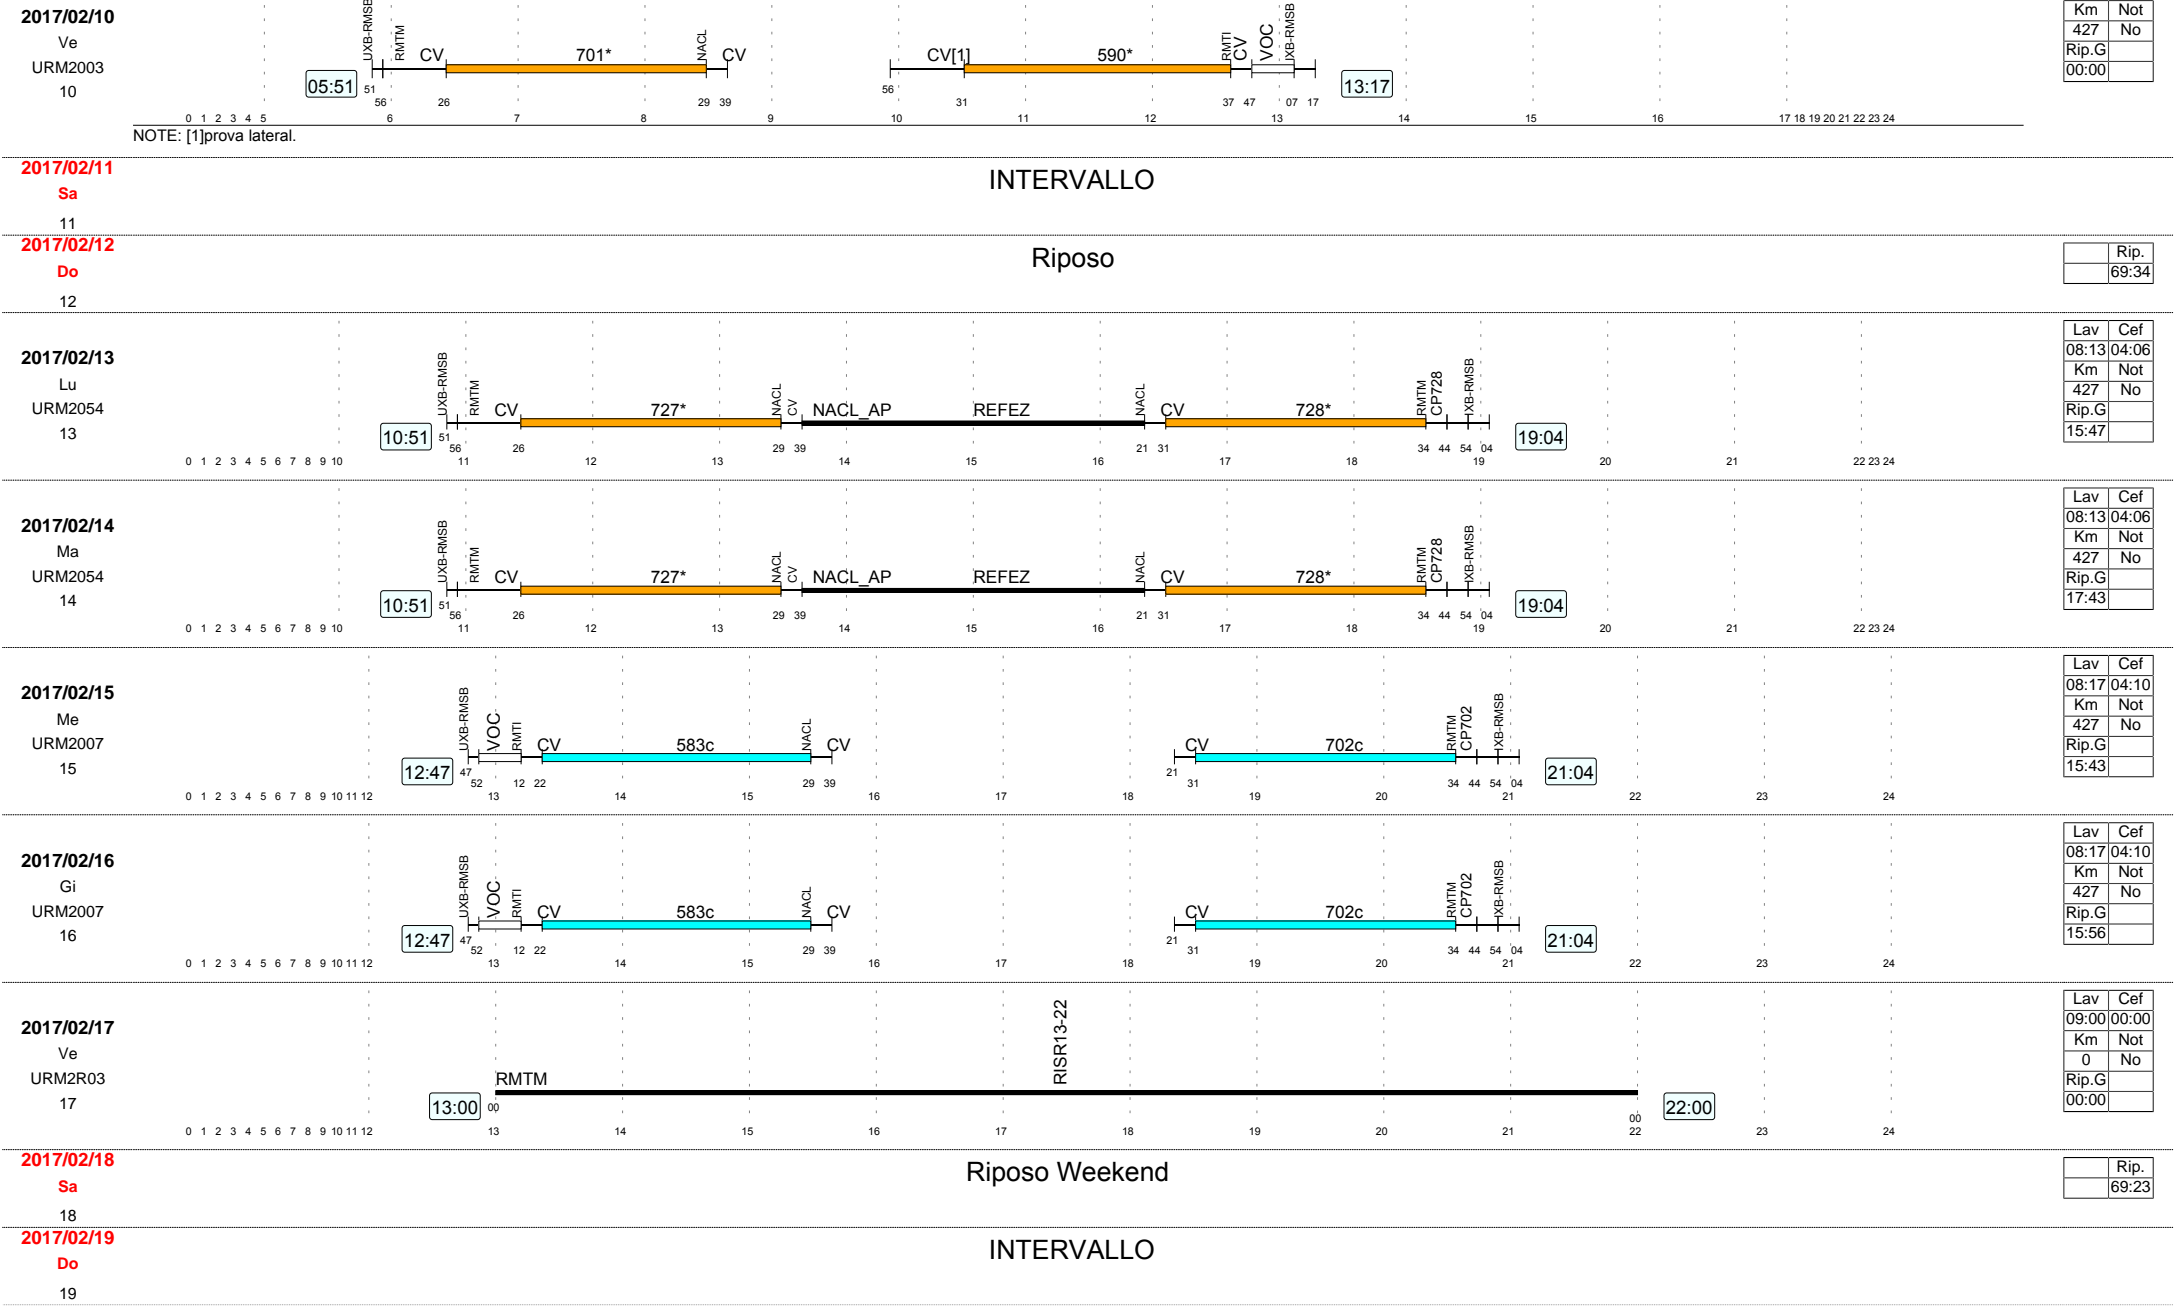 2017/02/10
Ve
URM2003
10
05:51
UXB-RMSB
RMTM
CV
701*
NACL
CV
CV[1]
590*
RMTI
CV
VOC
IXB-RMSB
13:17
51 56 26 29 39 56 31 37 47 07 17
0 1 2 3 4 5 6 7 8 9 10 11 12 13 14 15 16 17 18 19 20 21 22 23 24
Km Not
427 No
Rip.G
00:00
NOTE: [1]prova lateral.
2017/02/11
Sa
11
INTERVALLO
2017/02/12
Do
12
Riposo
Rip.
69:34
2017/02/13
Lu
URM2054
13
10:51
UXB-RMSB
RMTM
CV
727*
NACL
CV
NACL_AP
REFEZ
NACL
CV
728*
RMTM
CP728
IXB-RMSB
19:04
51 56 26 29 39 21 31 34 44 54 04
0 1 2 3 4 5 6 7 8 9 10 11 12 13 14 15 16 17 18 19 20 21 22 23 24
Lav Cef
08:13 04:06
Km Not
427 No
Rip.G
15:47
2017/02/14
Ma
URM2054
14
10:51
UXB-RMSB
RMTM
CV
727*
NACL
CV
NACL_AP
REFEZ
NACL
CV
728*
RMTM
CP728
IXB-RMSB
19:04
51 56 26 29 39 21 31 34 44 54 04
0 1 2 3 4 5 6 7 8 9 10 11 12 13 14 15 16 17 18 19 20 21 22 23 24
Lav Cef
08:13 04:06
Km Not
427 No
Rip.G
17:43
2017/02/15
Me
URM2007
15
12:47
UXB-RMSB
VOC
RMTI
CV
583c
NACL
CV
CV
702c
RMTM
CP702
IXB-RMSB
21:04
47 52 12 22 29 39 21 31 34 44 54 04
0 1 2 3 4 5 6 7 8 9 10 11 12 13 14 15 16 17 18 19 20 21 22 23 24
Lav Cef
08:17 04:10
Km Not
427 No
Rip.G
15:43
2017/02/16
Gi
URM2007
16
12:47
UXB-RMSB
VOC
RMTI
CV
583c
NACL
CV
CV
702c
RMTM
CP702
IXB-RMSB
21:04
47 52 12 22 29 39 21 31 34 44 54 04
0 1 2 3 4 5 6 7 8 9 10 11 12 13 14 15 16 17 18 19 20 21 22 23 24
Lav Cef
08:17 04:10
Km Not
427 No
Rip.G
15:56
2017/02/17
Ve
URM2R03
17
13:00
RMTM
RISR13-22
22:00
00 00
0 1 2 3 4 5 6 7 8 9 10 11 12 13 14 15 16 17 18 19 20 21 22 23 24
Lav Cef
09:00 00:00
Km Not
0 No
Rip.G
00:00
2017/02/18
Sa
18
Riposo Weekend
Rip.
69:23
2017/02/19
Do
19
INTERVALLO